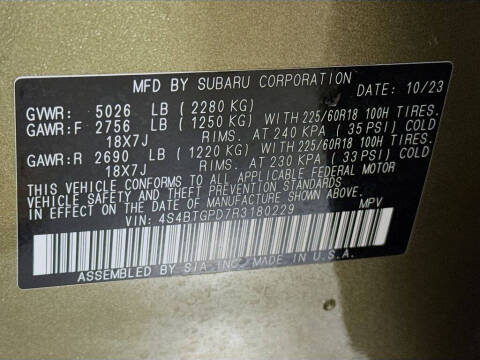 MFD BY SUBARU CORPORATION DATE: 10/23
GVWR: 5026 LB (2280 KG)
GAWR:F 2756 LB (1250 KG) WITH 225/60R18 100H TIRES.
18X7J RIMS. AT 240 KPA (35 PSI) COLD
GAWR:R 2690 LB (1220 KG) WITH 225/60R18 100H TIRES.
18X7J RIMS. AT 230 KPA (33 PSI) COLD
THIS VEHICLE CONFORMS TO ALL APPLICABLE FEDERAL MOTOR
VEHICLE SAFETY AND THEFT PREVENTION STANDARDS
IN EFFECT ON THE DATE OF MANUFACTURE SHOWN ABOVE.
VIN: 4S4BTGPD7R3180229 MPV
ASSEMBLED BY SIA INC. MADE IN U.S.A.